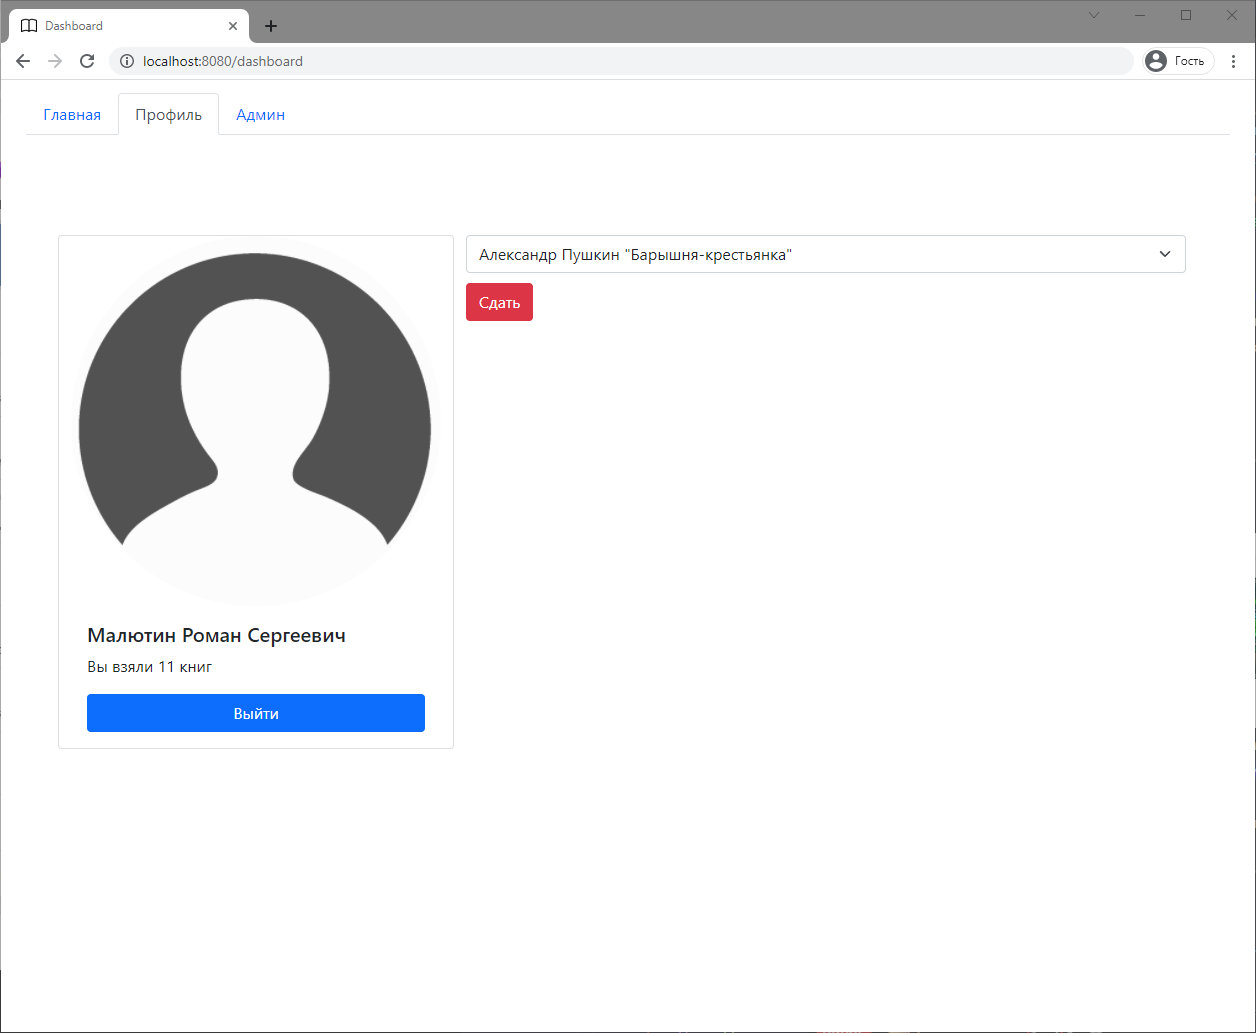 Dashboard
localhost:8080/dashboard
Гость
Главная
Профиль
Админ
Александр Пушкин "Барышня-крестьянка"
Сдать
Малютин Роман Сергеевич
Вы взяли 11 книг
Выйти